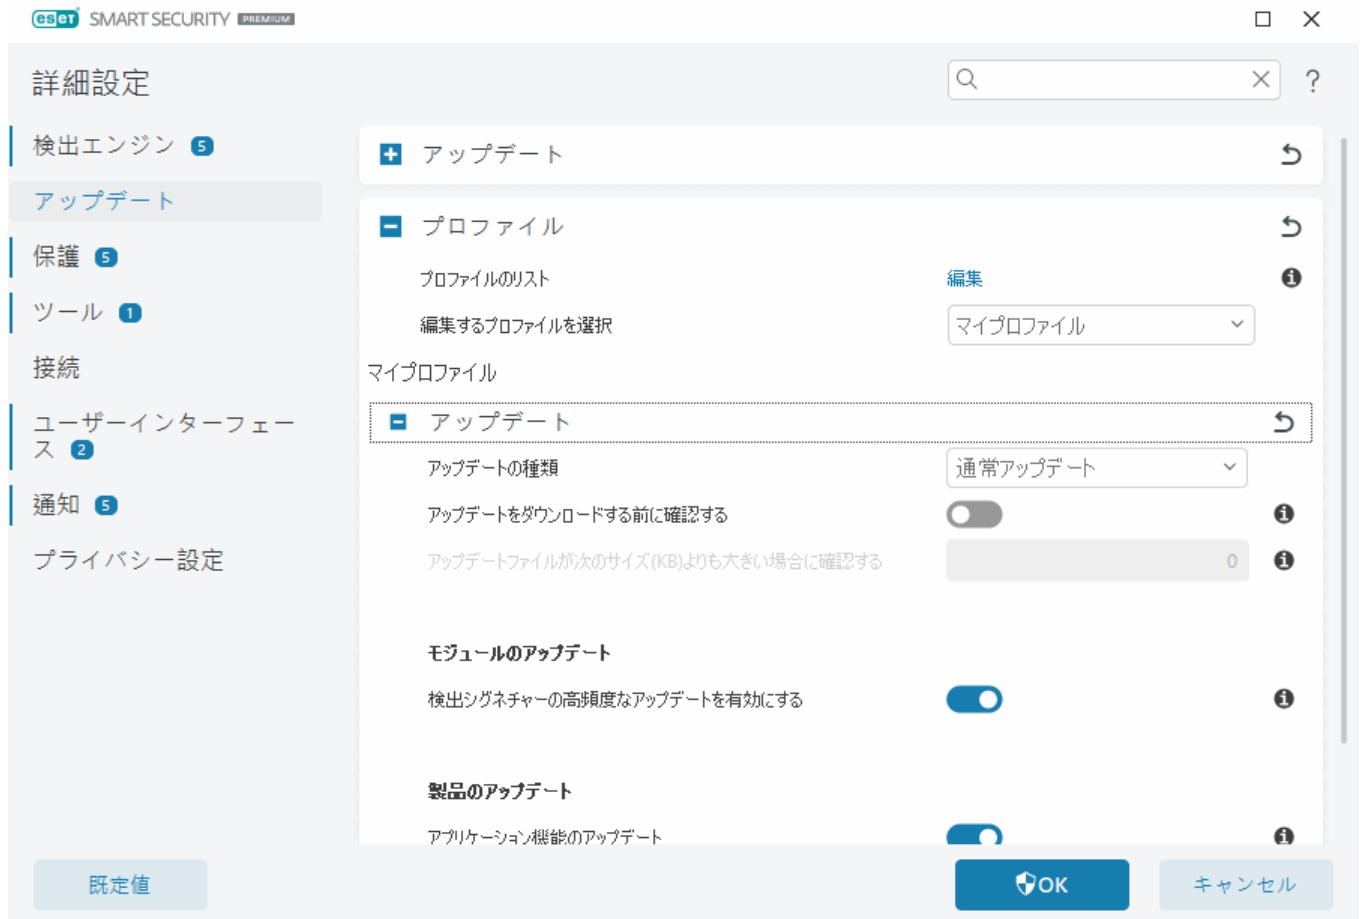 eset SMART SECURITY PREMIUM
詳細設定
?
検出エンジン 5
アップデート
保護 5
ツール 1
接続
ユーザーインターフェー
ス 2
通知 5
プライバシー設定
アップデート
プロファイル
プロファイルのリスト 編集
編集するプロファイルを選択 マイプロファイル
マイプロファイル
アップデート
アップデートの種類 通常アップデート
アップデートをダウンロードする前に確認する
アップデートファイルが次のサイズ(KB)よりも大きい場合に確認する 0
モジュールのアップデート
検出シグネチャーの高頻度なアップデートを有効にする
製品のアップデート
アプリケーション機能のアップデート
既定値
OK
キャンセル